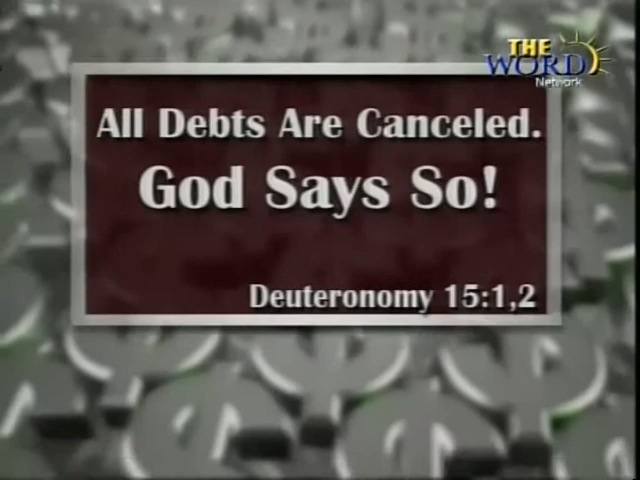 THE
WORD
Network
All Debts Are Canceled.
God Says So!
Deuteronomy 15:1,2